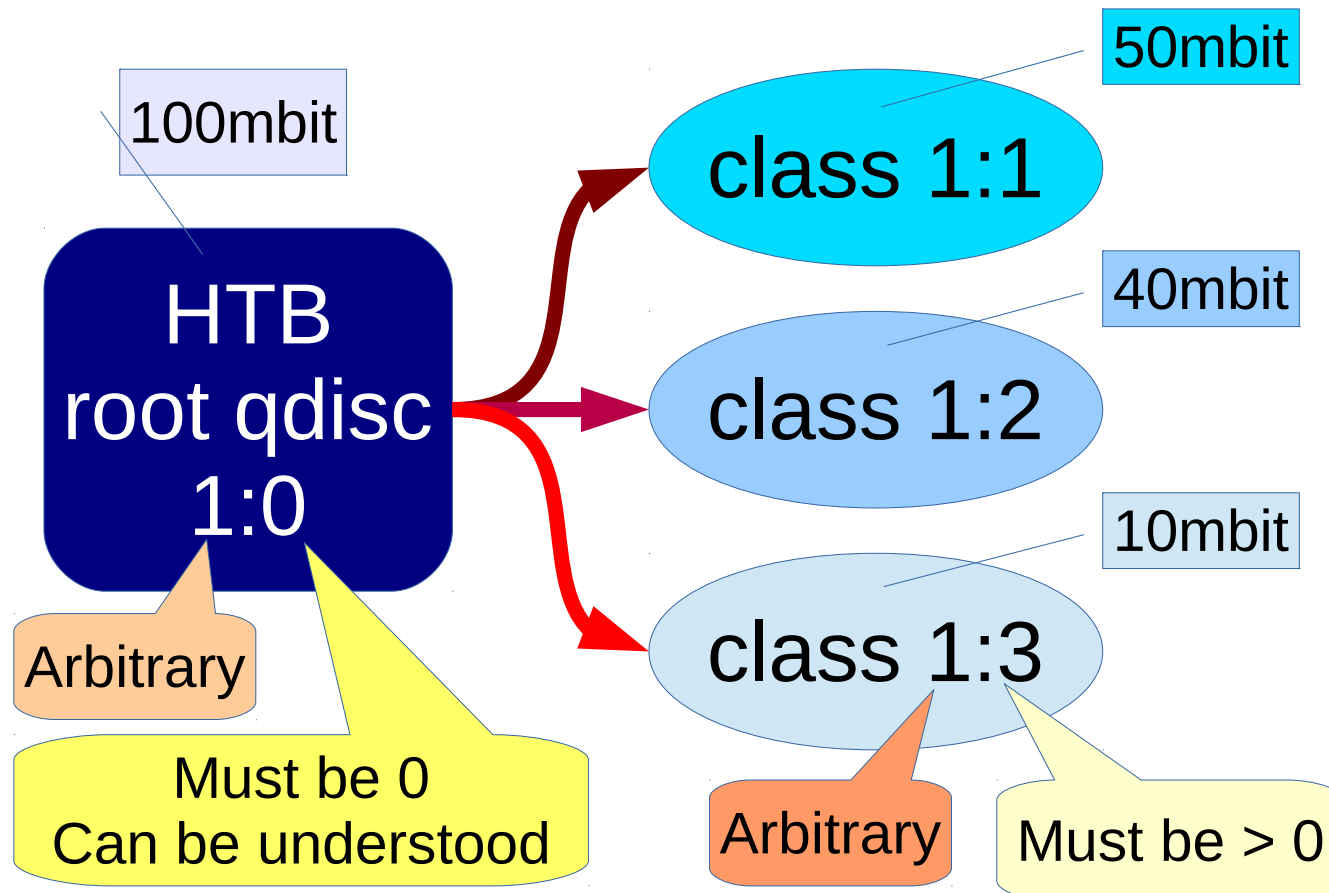 100mbit
HTB
root qdisc
1:0
Arbitrary
Must be 0
Can be understood
50mbit
class 1:1
40mbit
class 1:2
10mbit
class 1:3
Arbitrary
Must be > 0